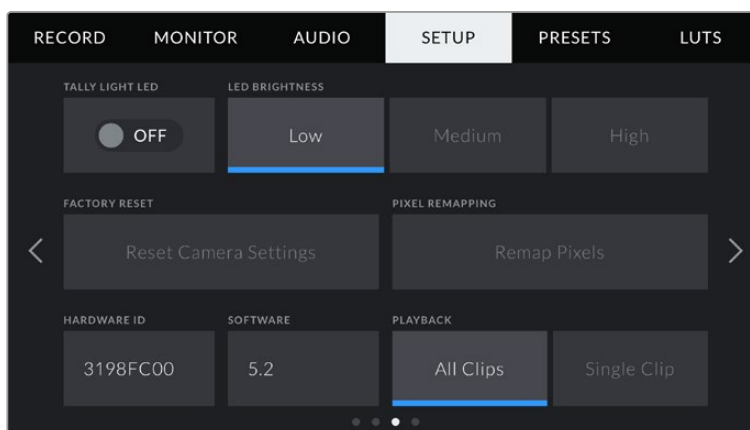 RECORD MONITOR AUDIO SETUP PRESETS LUTS
TALLY LIGHT LED LED BRIGHTNESS
OFF Low Medium High
FACTORY RESET PIXEL REMAPPING
Reset Camera Settings Remap Pixels
HARDWARE ID SOFTWARE PLAYBACK
3198FC00 5.2 All Clips Single Clip